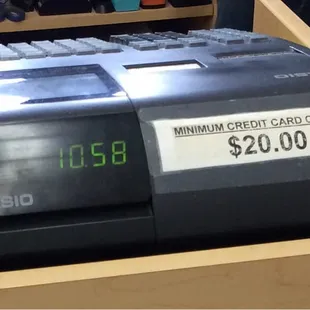 10.58
MINIMUM CREDIT CARD
$20.00
SIO